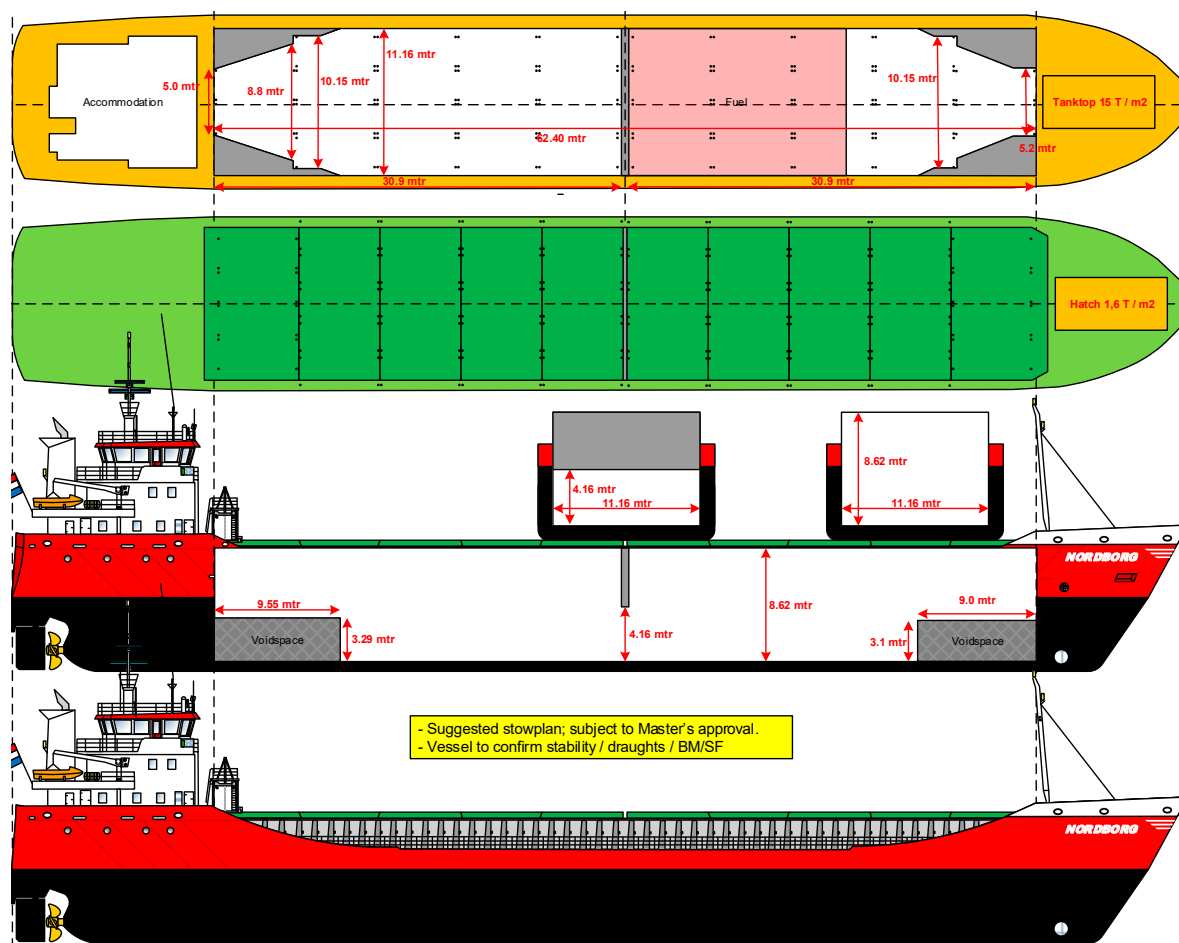 11.16 mtr
10.15 mtr
10.15 mtr
5.0 mtr
8.8 mtr
Accommodation
Fuel
Tanktop 15 T / m2
62.40 mtr
5.2 mtr
30.9 mtr
30.9 mtr
Hatch 1,6 T / m2
8.62 mtr
4.16 mtr
11.16 mtr
11.16 mtr
NORDBORG
9.55 mtr
8.62 mtr
9.0 mtr
4.16 mtr
3.29 mtr
Voidspace
3.1 mtr
Voidspace
- Suggested stowplan; subject to Master's approval.
- Vessel to confirm stability / draughts / BM/SF
NORDBORG